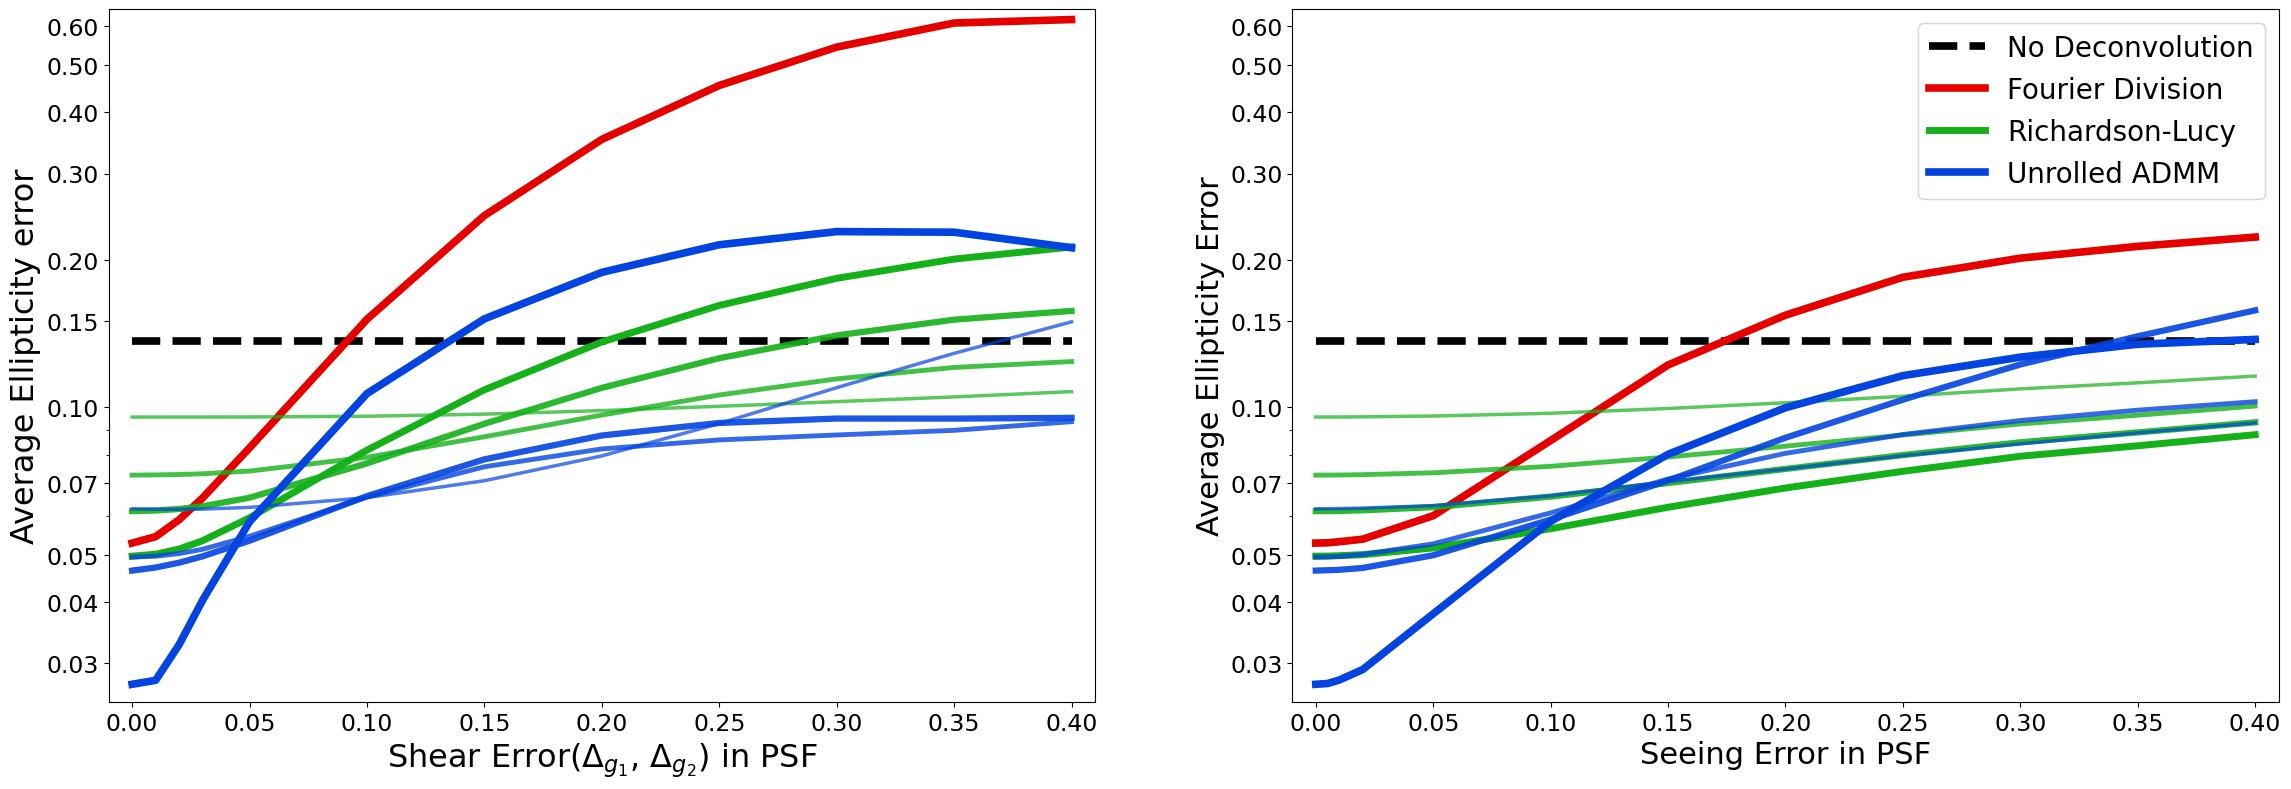 Average Ellipticity error
0.60
0.50
0.40
0.30
0.20
0.15
0.10
0.07
0.05
0.04
0.03
0.00 0.05 0.10 0.15 0.20 0.25 0.30 0.35 0.40
Shear Error(Δg₁, Δg₂) in PSF
Average Ellipticity Error
0.60
0.50
0.40
0.30
0.20
0.15
0.10
0.07
0.05
0.04
0.03
0.00 0.05 0.10 0.15 0.20 0.25 0.30 0.35 0.40
Seeing Error in PSF
No Deconvolution
Fourier Division
Richardson-Lucy
Unrolled ADMM